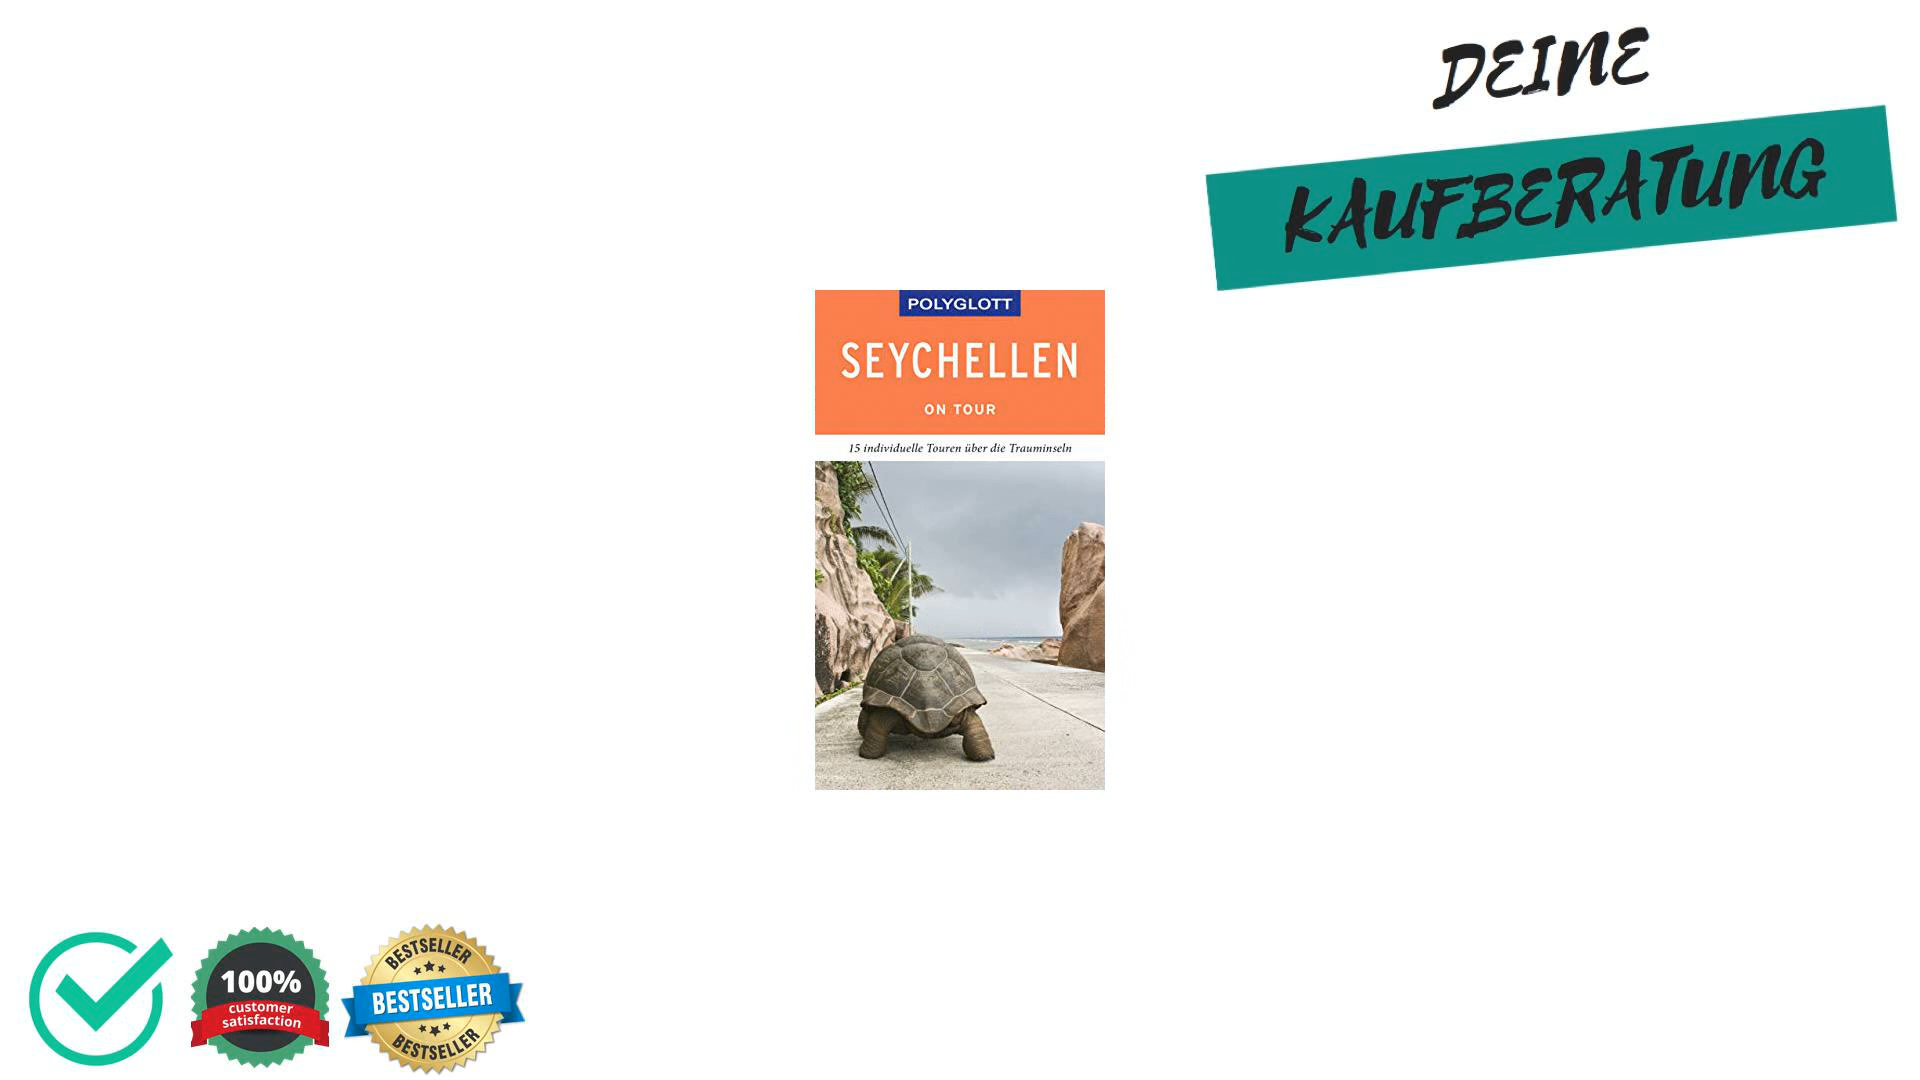 DEINE
KAUFBERATUNG
POLYGLOTT
SEYCHELLEN
ON TOUR
15 individuelle Touren über die Trauminseln
100%
customer
satisfaction
BESTSELLER
BESTSELLER
BESTSELLER